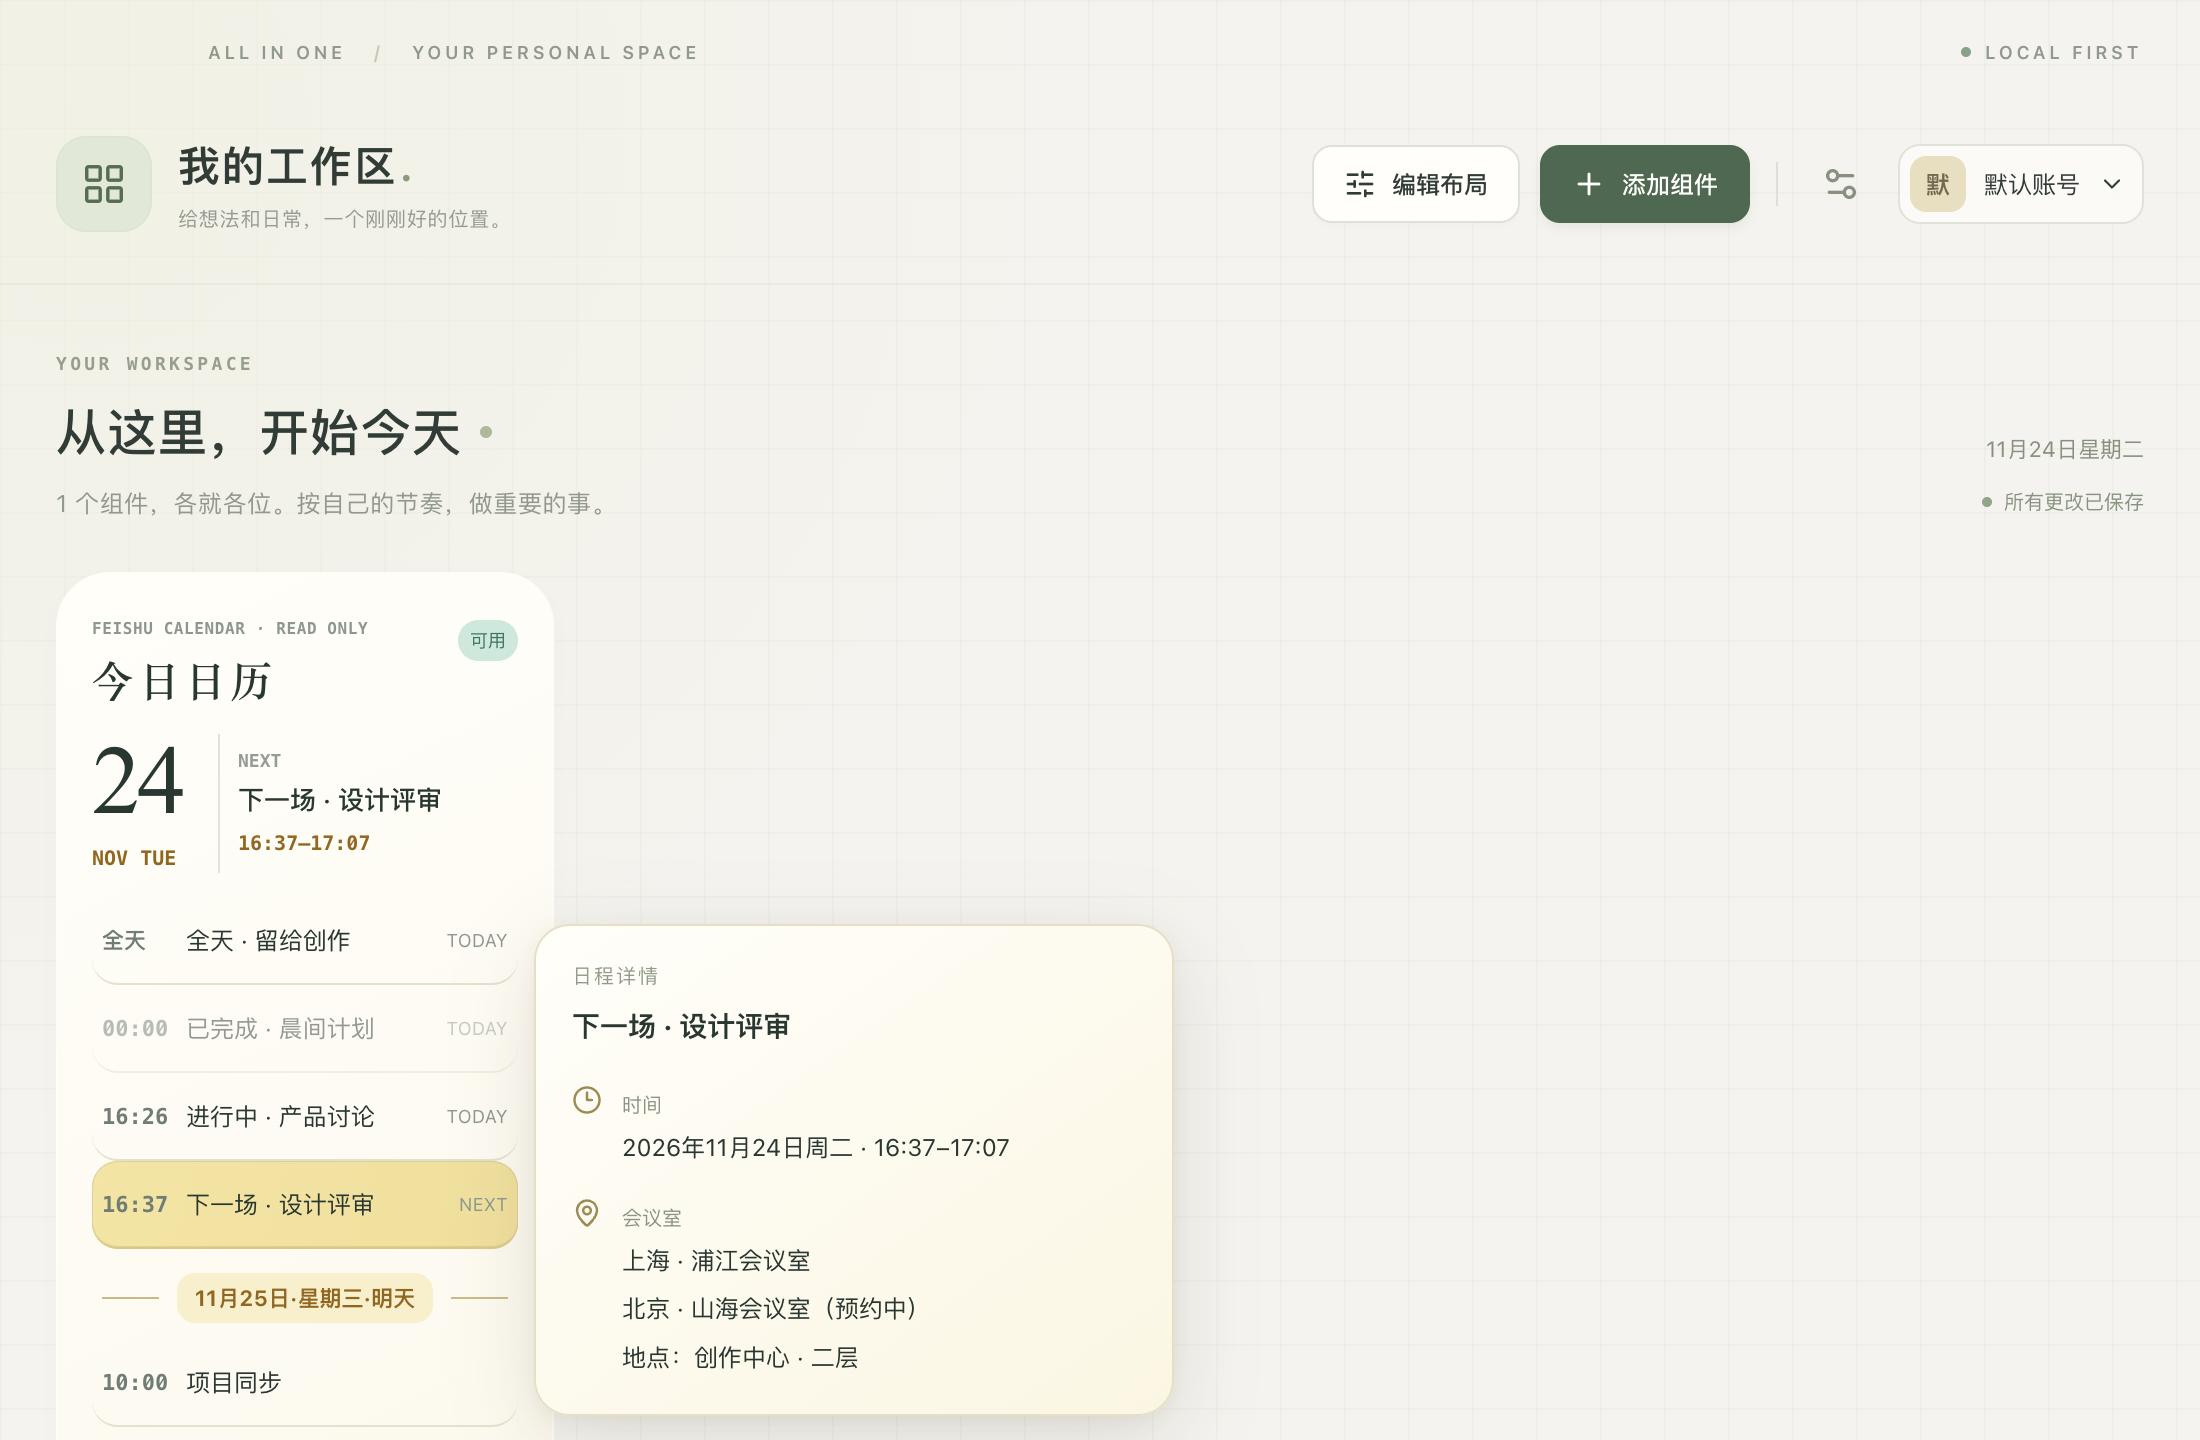 ALL IN ONE / YOUR PERSONAL SPACE
LOCAL FIRST
我的工作区.
给想法和日常，一个刚刚好的位置。
编辑布局
添加组件
默 默认账号
YOUR WORKSPACE
从这里，开始今天
1 个组件，各就各位。按自己的节奏，做重要的事。
11月24日星期二
所有更改已保存
FEISHU CALENDAR · READ ONLY
可用
今日日历
24
NOV TUE
NEXT
下一场 · 设计评审
16:37–17:07
全天 全天 · 留给创作 TODAY
00:00 已完成 · 晨间计划 TODAY
16:26 进行中 · 产品讨论 TODAY
16:37 下一场 · 设计评审 NEXT
11月25日·星期三·明天
10:00 项目同步
日程详情
下一场 · 设计评审
时间
2026年11月24日周二 · 16:37–17:07
会议室
上海 · 浦江会议室
北京 · 山海会议室（预约中）
地点：创作中心 · 二层